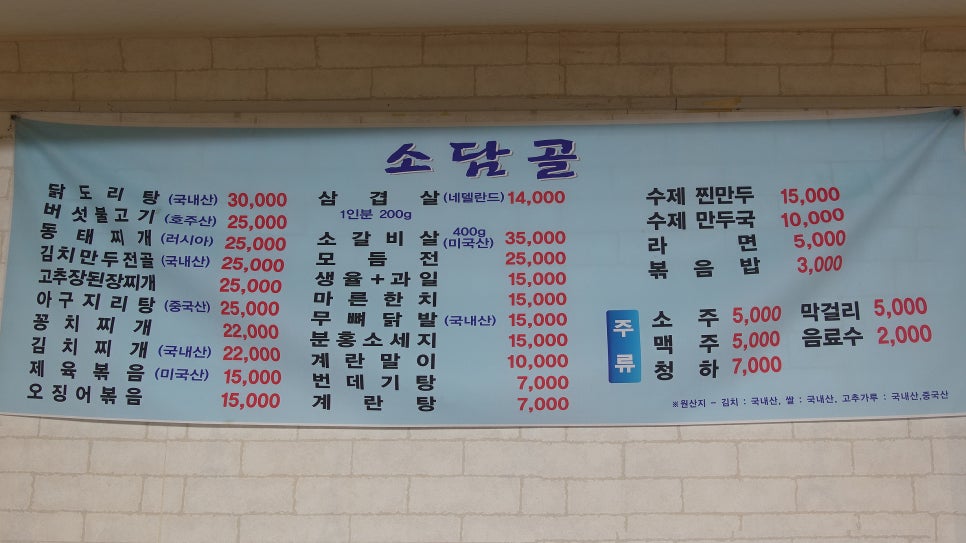 소담골
닭도리탕 (국내산) 30,000
버섯불고기 (호주산) 25,000
동태찌개 (러시아) 25,000
김치만두전골 (국내산) 25,000
고추장된장찌개 25,000
아구지리탕 (중국산) 25,000
꽁치찌개 22,000
김치찌개 (국내산) 22,000
제육볶음 (미국산) 15,000
오징어볶음 15,000
삼겹살 (네델란드) 14,000
1인분 200g
소갈비살 400g (미국산) 35,000
모듬전 25,000
생율+과일 15,000
마른한치 15,000
무뼈닭발 (국내산) 15,000
분홍소세지 15,000
계란말이 10,000
번데기탕 7,000
계란탕 7,000
수제 찐만두 15,000
수제 만두국 10,000
라면 5,000
볶음밥 3,000
주류
소주 5,000 막걸리 5,000
맥주 5,000 음료수 2,000
청하 7,000
※원산지 - 김치 : 국내산, 쌀 : 국내산, 고추가루 : 국내산,중국산